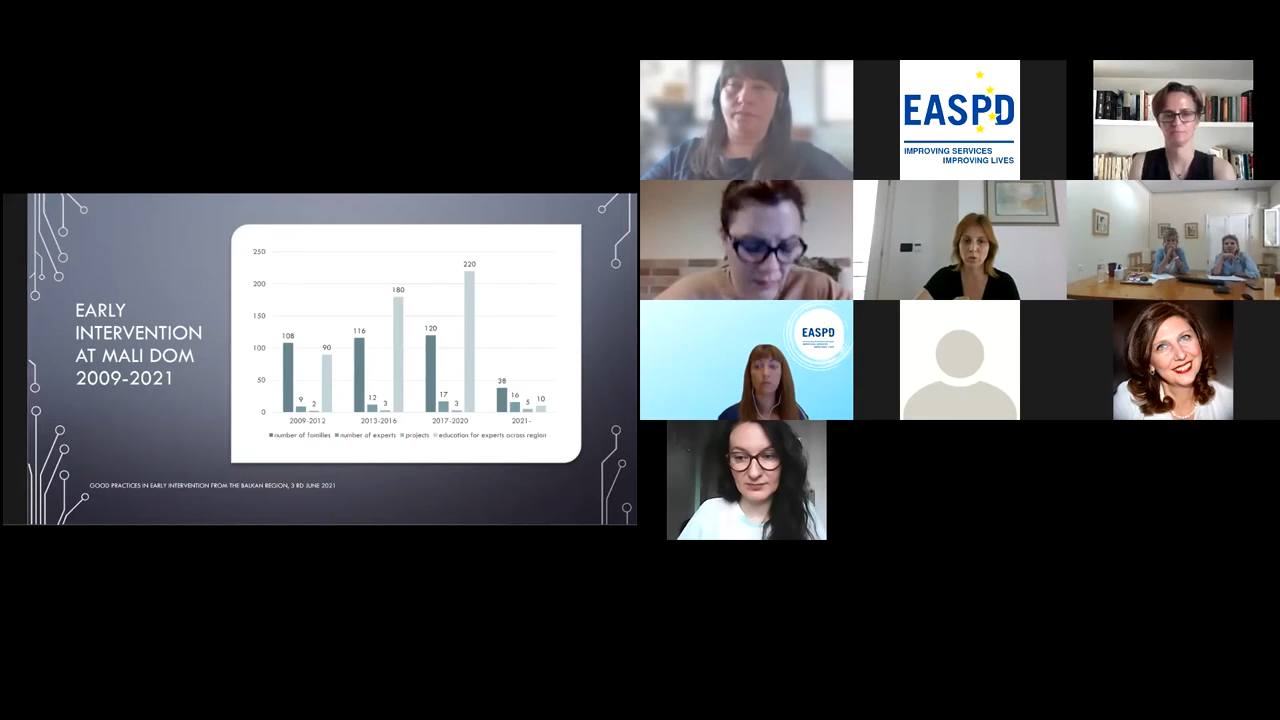 EARLY
INTERVENTION
AT MALI DOM
2009-2021
250
200
150
100
50
0
108
9
2
90
116
12
3
180
120
17
3
220
38
16
5
10
2009-2012
2013-2016
2017-2020
2021-
number of families
number of experts
projects
education for experts across region
GOOD PRACTICES IN EARLY INTERVENTION FROM THE BALKAN REGION, 3 RD JUNE 2021
EASPD
IMPROVING SERVICES
IMPROVING LIVES
EASPD